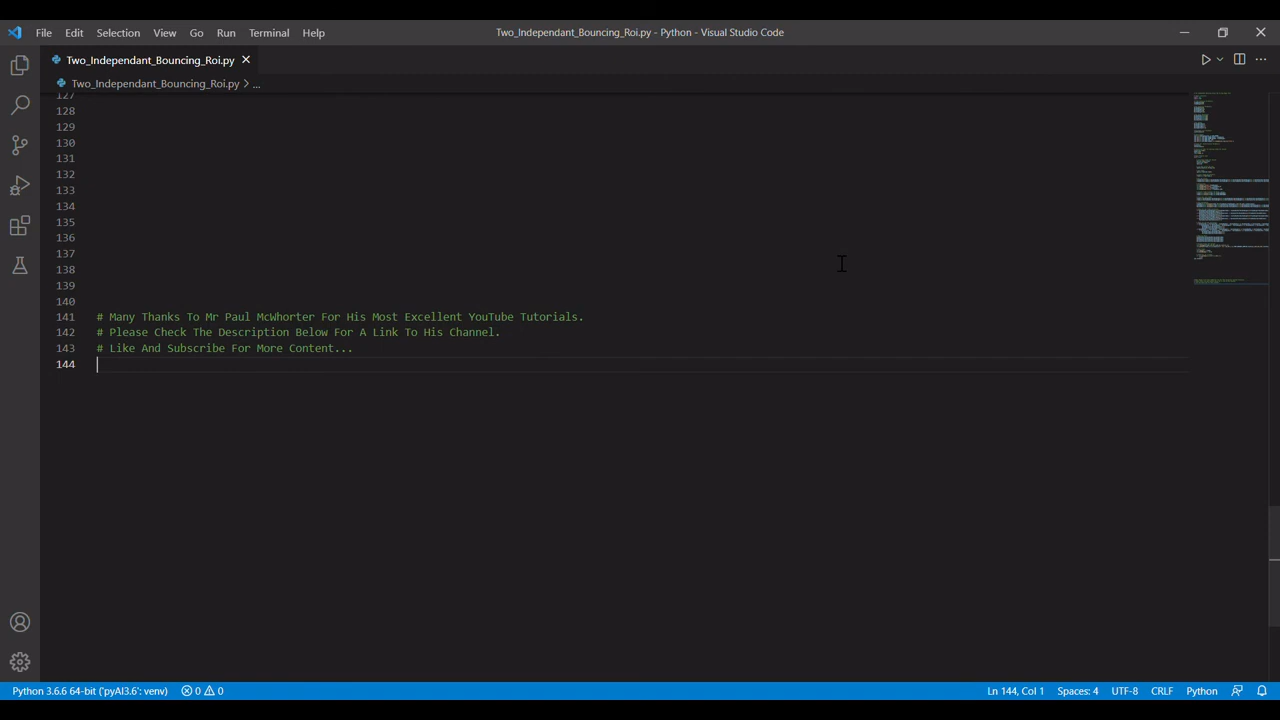 File Edit Selection View Go Run Terminal Help
Two_Independant_Bouncing_Roi.py - Python - Visual Studio Code
Two_Independant_Bouncing_Roi.py
Two_Independant_Bouncing_Roi.py > ...
127
128
129
130
131
132
133
134
135
136
137
138
139
140
141 # Many Thanks To Mr Paul McWhorter For His Most Excellent YouTube Tutorials.
142 # Please Check The Description Below For A Link To His Channel.
143 # Like And Subscribe For More Content...
144
Python 3.6.6 64-bit ('pyAI3.6': venv) 0 0 Ln 144, Col 1 Spaces: 4 UTF-8 CRLF Python